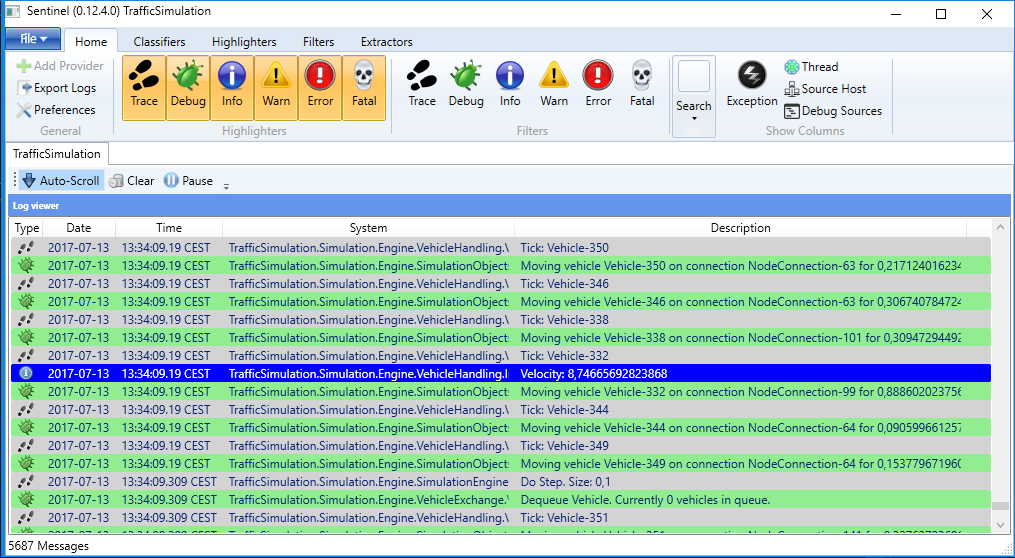 Sentinel (0.12.4.0) TrafficSimulation
File Home Classifiers Highlighters Filters Extractors
Add Provider
Export Logs
Preferences
General
Trace Debug Info Warn Error Fatal
Highlighters
Trace Debug Info Warn Error Fatal
Filters
Search
Exception
Thread
Source Host
Debug Sources
Show Columns
TrafficSimulation
Auto-Scroll Clear Pause
Log viewer
Type Date Time System Description
2017-07-13 13:34:09.19 CEST TrafficSimulation.Simulation.Engine.VehicleHandling.V Tick: Vehicle-350
2017-07-13 13:34:09.19 CEST TrafficSimulation.Simulation.Engine.SimulationObjects Moving vehicle Vehicle-350 on connection NodeConnection-63 for 0,217124016234
2017-07-13 13:34:09.19 CEST TrafficSimulation.Simulation.Engine.VehicleHandling.V Tick: Vehicle-346
2017-07-13 13:34:09.19 CEST TrafficSimulation.Simulation.Engine.SimulationObjects Moving vehicle Vehicle-346 on connection NodeConnection-63 for 0,306740784724
2017-07-13 13:34:09.19 CEST TrafficSimulation.Simulation.Engine.VehicleHandling.V Tick: Vehicle-338
2017-07-13 13:34:09.19 CEST TrafficSimulation.Simulation.Engine.SimulationObjects Moving vehicle Vehicle-338 on connection NodeConnection-101 for 0,30947294492
2017-07-13 13:34:09.19 CEST TrafficSimulation.Simulation.Engine.VehicleHandling.V Tick: Vehicle-332
2017-07-13 13:34:09.19 CEST TrafficSimulation.Simulation.Engine.VehicleHandling.I Velocity: 8,74665692823868
2017-07-13 13:34:09.19 CEST TrafficSimulation.Simulation.Engine.SimulationObjects Moving vehicle Vehicle-332 on connection NodeConnection-99 for 0,888602023756
2017-07-13 13:34:09.19 CEST TrafficSimulation.Simulation.Engine.VehicleHandling.V Tick: Vehicle-344
2017-07-13 13:34:09.19 CEST TrafficSimulation.Simulation.Engine.SimulationObjects Moving vehicle Vehicle-344 on connection NodeConnection-64 for 0,090599661257
2017-07-13 13:34:09.19 CEST TrafficSimulation.Simulation.Engine.VehicleHandling.V Tick: Vehicle-349
2017-07-13 13:34:09.19 CEST TrafficSimulation.Simulation.Engine.SimulationObjects Moving vehicle Vehicle-349 on connection NodeConnection-64 for 0,153779671960
2017-07-13 13:34:09.309 CEST TrafficSimulation.Simulation.Engine.SimulationEngine Do Step. Size: 0,1
2017-07-13 13:34:09.309 CEST TrafficSimulation.Simulation.Engine.VehicleExchange.V Dequeue Vehicle. Currently 0 vehicles in queue.
2017-07-13 13:34:09.309 CEST TrafficSimulation.Simulation.Engine.VehicleHandling.V Tick: Vehicle-351
5687 Messages